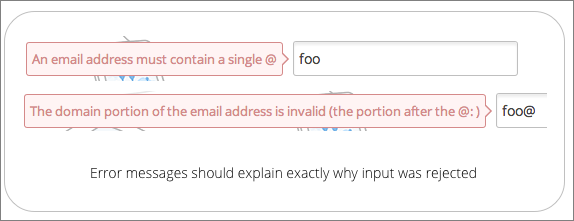 An email address must contain a single @ foo
The domain portion of the email address is invalid (the portion after the @: ) foo@
Error messages should explain exactly why input was rejected